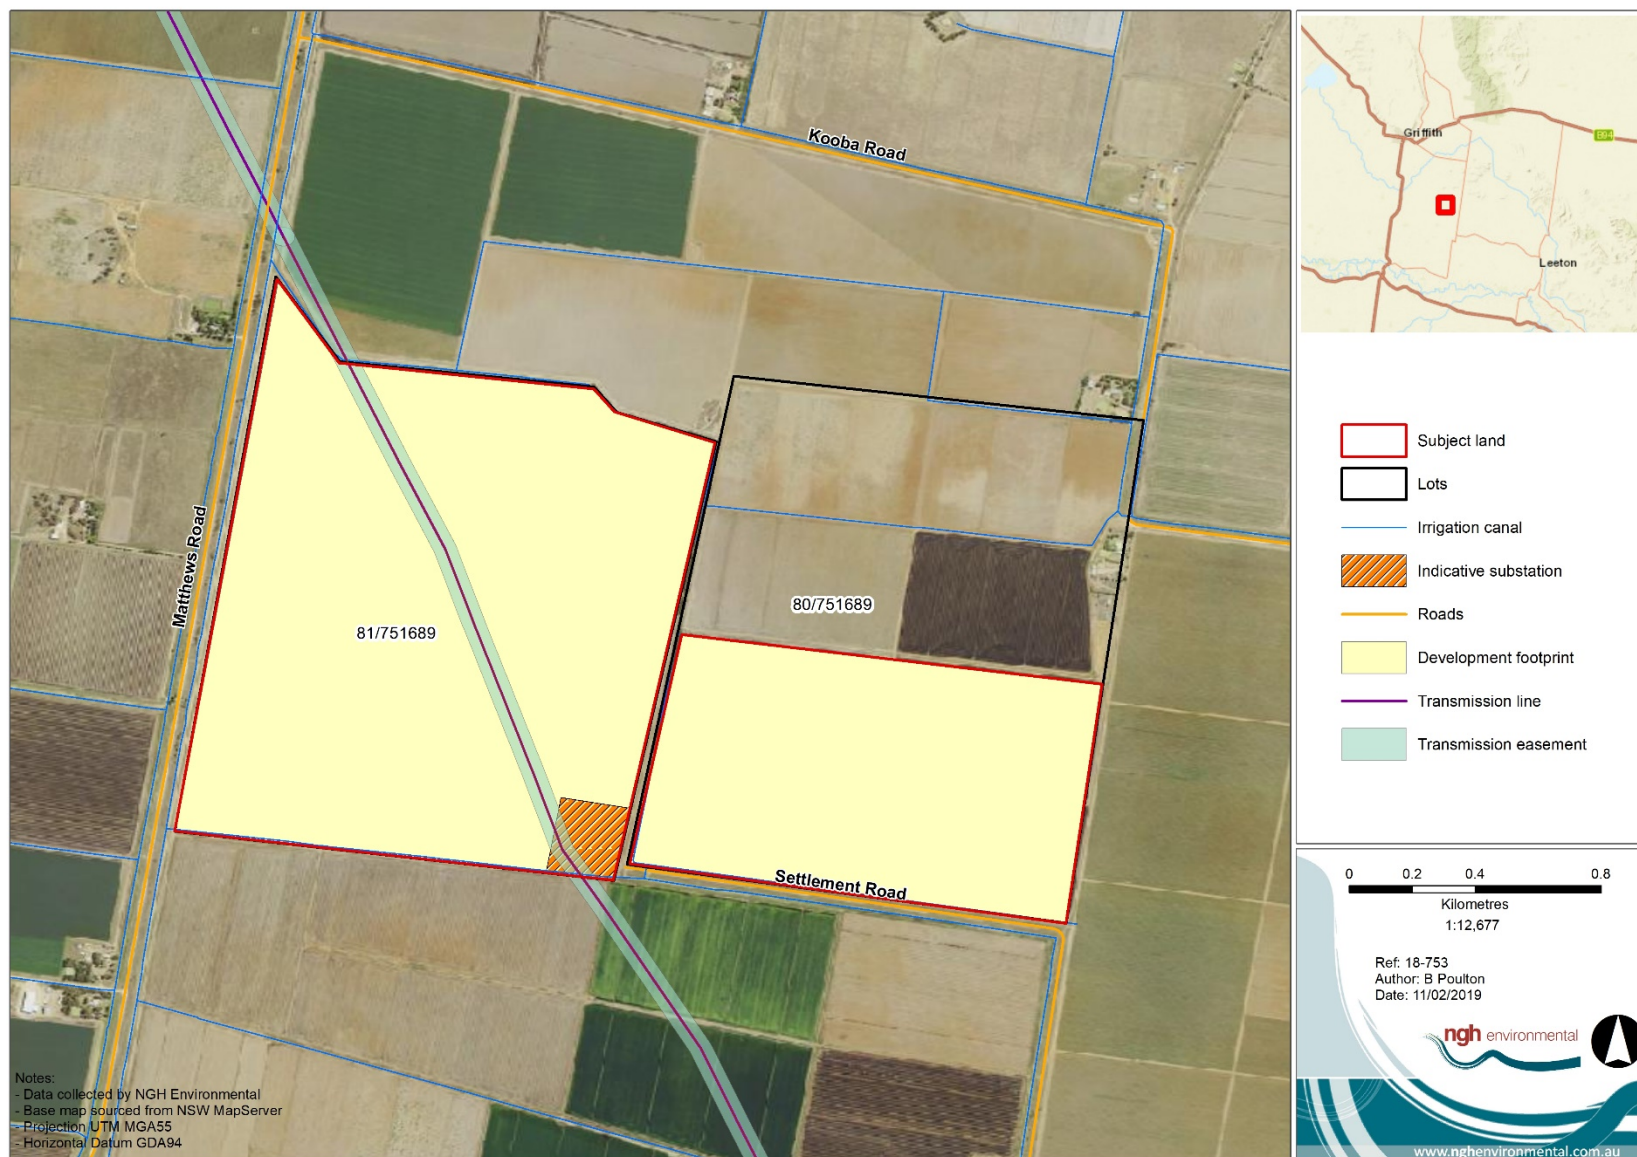 Kooba Road
Matthews Road
81/751689
80/751689
Settlement Road
Notes:
- Data collected by NGH Environmental
- Base map sourced from NSW MapServer
- Projection UTM MGA55
- Horizontal Datum GDA94
Griffith
B94
Leeton
Subject land
Lots
Irrigation canal
Indicative substation
Roads
Development footprint
Transmission line
Transmission easement
0 0.2 0.4 0.8
Kilometres
1:12,677
Ref: 18-753
Author: B Poulton
Date: 11/02/2019
ngh environmental
www.nghenvironmental.com.au